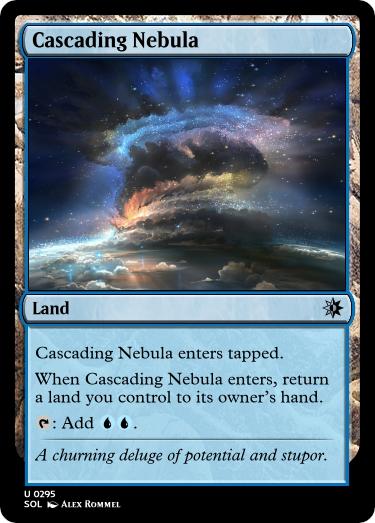 Cascading Nebula
Land
Cascading Nebula enters tapped.
When Cascading Nebula enters, return
a land you control to its owner's hand.
: Add .
A churning deluge of potential and stupor.
U 0295
SOL Alex Rommel